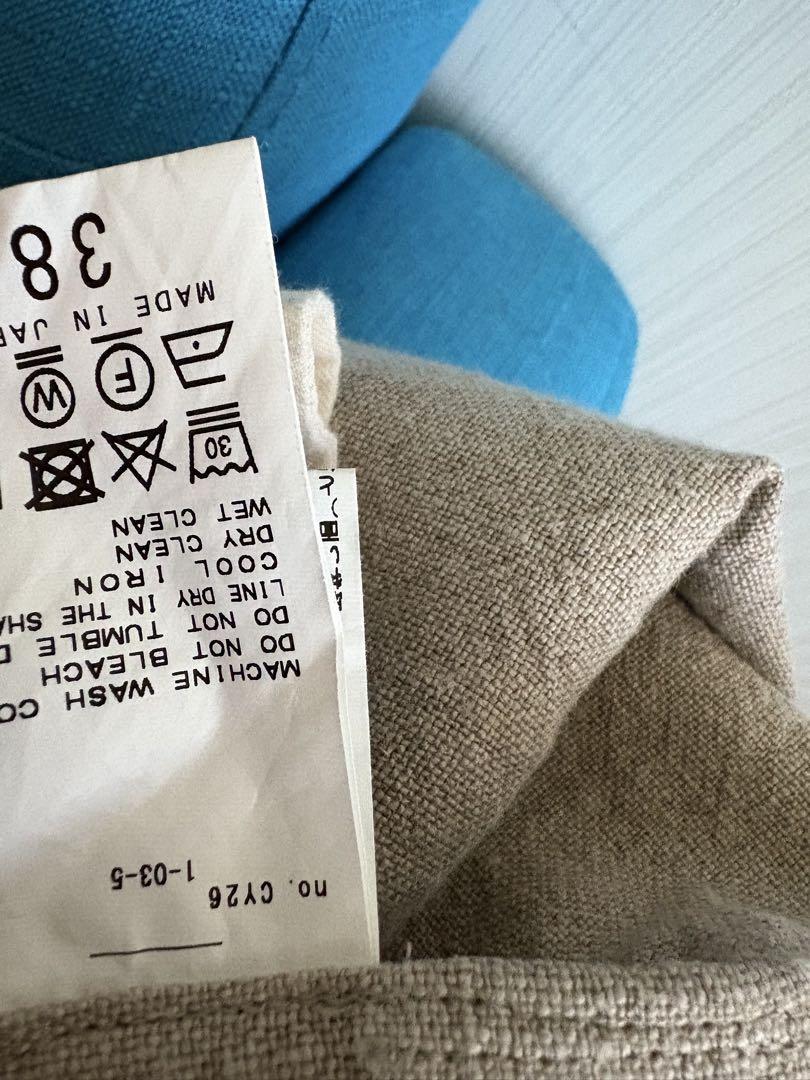 no. CY26
1-03-5
MACHINE WASH CO
DO NOT BLEACH
DO NOT TUMBLE D
LINE DRY IN THE SHA
COOL IRON
DRY CLEAN
WET CLEAN
30
F W
MADE IN JAP
38